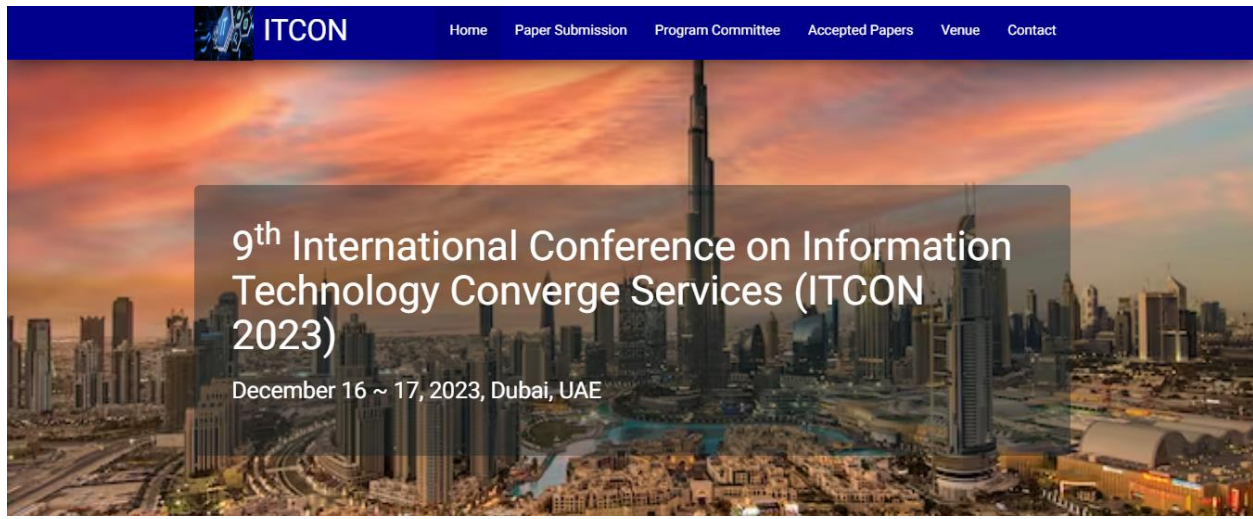 ITCON
Home Paper Submission Program Committee Accepted Papers Venue Contact
9th International Conference on Information
Technology Converge Services (ITCON
2023)
December 16 ~ 17, 2023, Dubai, UAE